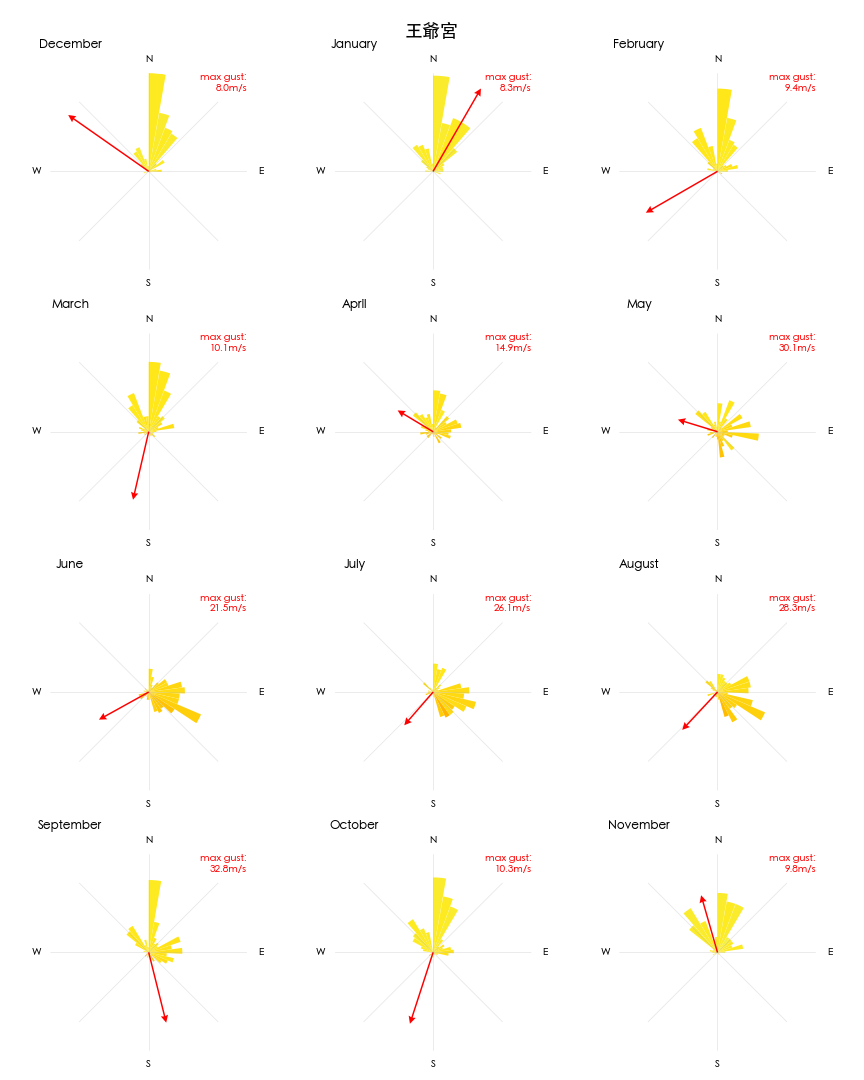 王爺宮
December
January
February
N
N
N
max gust:
8.0m/s
max gust:
8.3m/s
max gust:
9.4m/s
W
E
W
E
W
E
S
S
S
March
April
May
N
N
N
max gust:
10.1m/s
max gust:
14.9m/s
max gust:
30.1m/s
W
E
W
E
W
E
S
S
S
June
July
August
N
N
N
max gust:
21.5m/s
max gust:
26.1m/s
max gust:
28.3m/s
W
E
W
E
W
E
S
S
S
September
October
November
N
N
N
max gust:
32.8m/s
max gust:
10.3m/s
max gust:
9.8m/s
W
E
W
E
W
E
S
S
S